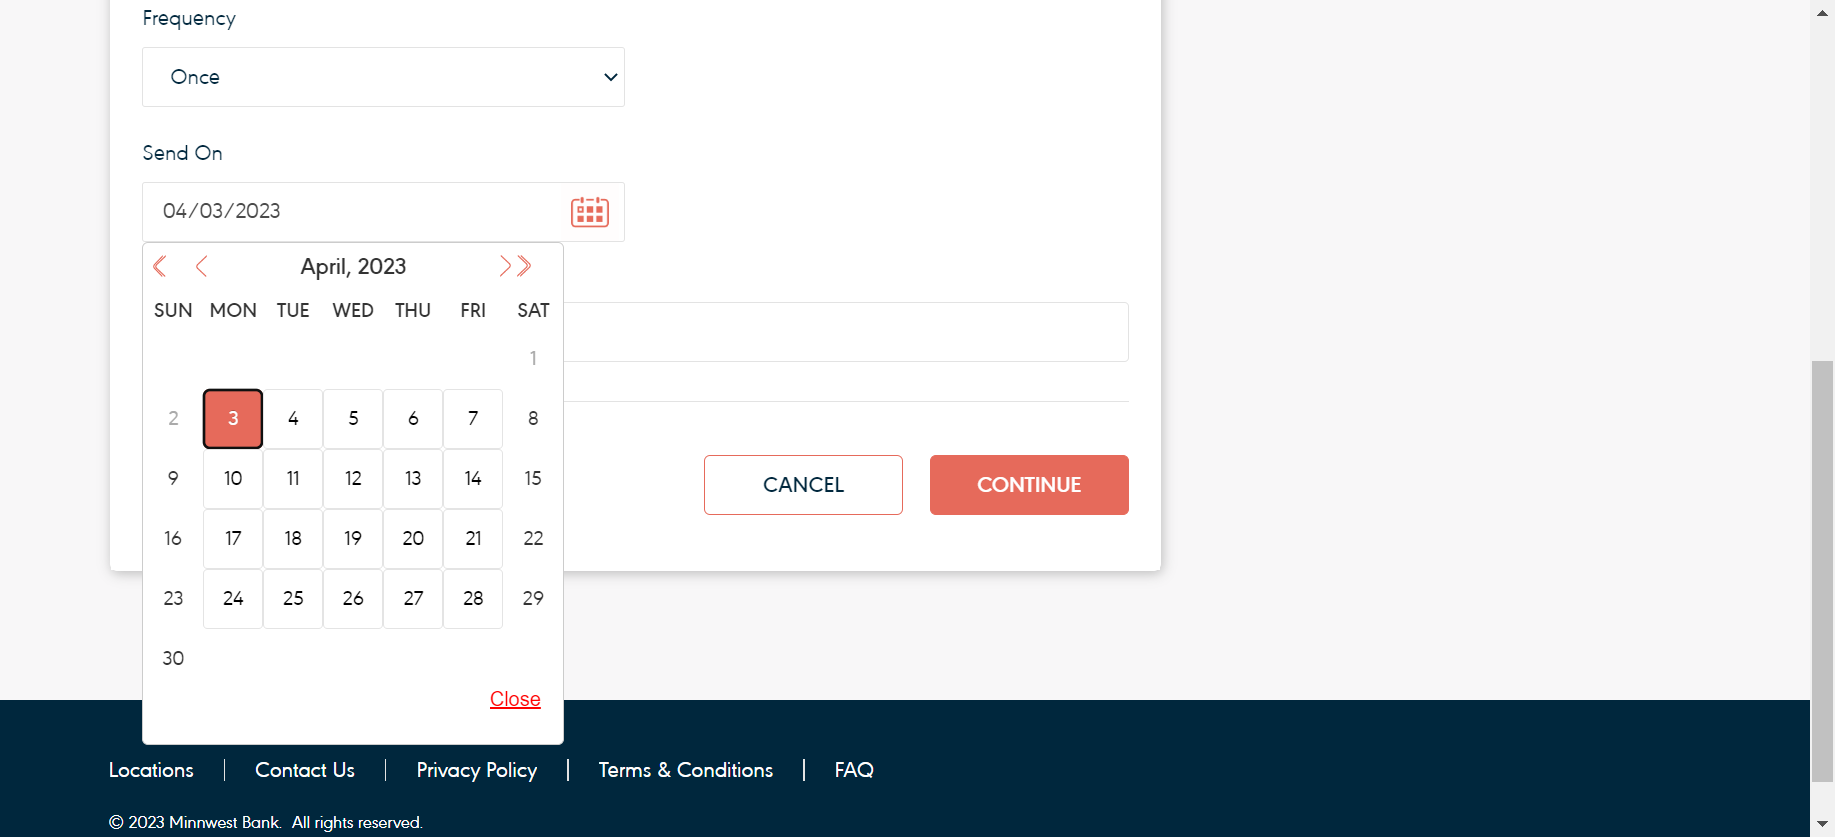 Frequency
Once
Send On
04/03/2023
April, 2023
SUN MON TUE WED THU FRI SAT
1
2 3 4 5 6 7 8
9 10 11 12 13 14 15
16 17 18 19 20 21 22
23 24 25 26 27 28 29
30
Close
CANCEL CONTINUE
Locations | Contact Us | Privacy Policy | Terms & Conditions | FAQ
© 2023 Minnwest Bank. All rights reserved.